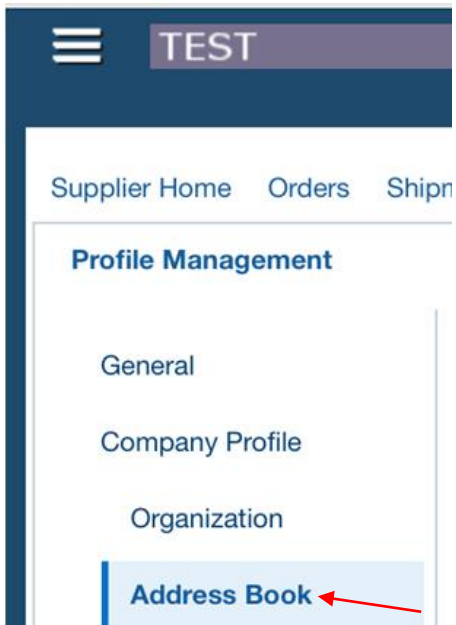 TEST
Supplier Home Orders
Profile Management
General
Company Profile
Organization
Address Book